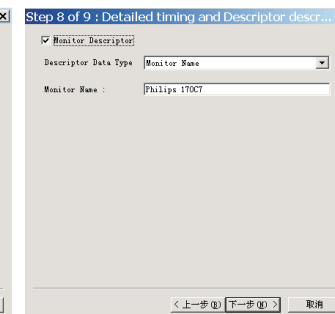 Step 8 of 9 : Detailed timing and Descriptor descr...
Monitor Descriptor
Descriptor Data Type
Monitor Name
Monitor Name :
Philips 170C7
< 上一步(B)
下一步(N) >
取消